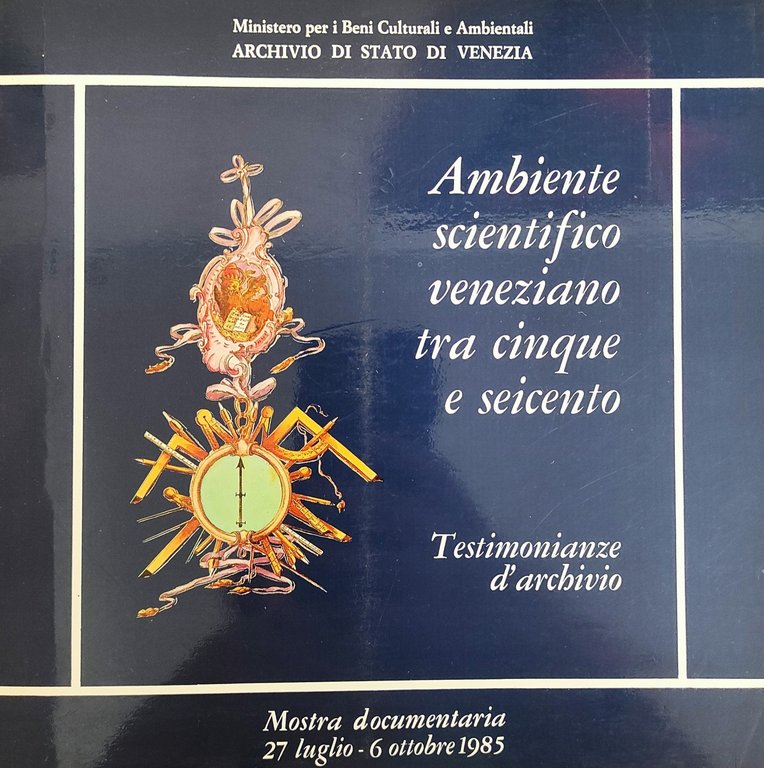 Ministero per i Beni Culturali e Ambientali
ARCHIVIO DI STATO DI VENEZIA
Ambiente
scientifico
veneziano
tra cinque
e seicento
Testimonianze
d'archivio
Mostra documentaria
27 luglio - 6 ottobre 1985